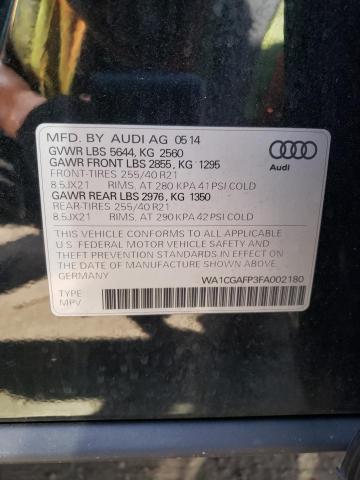 MFD. BY AUDI AG 05 14
GVWR LBS 5644, KG 2560
GAWR FRONT LBS 2855, KG 1295
FRONT-TIRES 255/40 R21
8.5JX21 RIMS, AT 280 KPA 41 PSI COLD
GAWR REAR LBS 2976, KG 1350
REAR-TIRES 255/40 R21
8.5JX21 RIMS, AT 290 KPA 42 PSI COLD
Audi
THIS VEHICLE CONFORMS TO ALL APPLICABLE
U.S. FEDERAL MOTOR VEHICLE SAFETY AND
THEFT PREVENTION STANDARDS IN EFFECT ON
THE DATE OF MANUFACTURE SHOWN ABOVE.
GERMANY WA1CGAFP3FA002180
TYPE
MPV